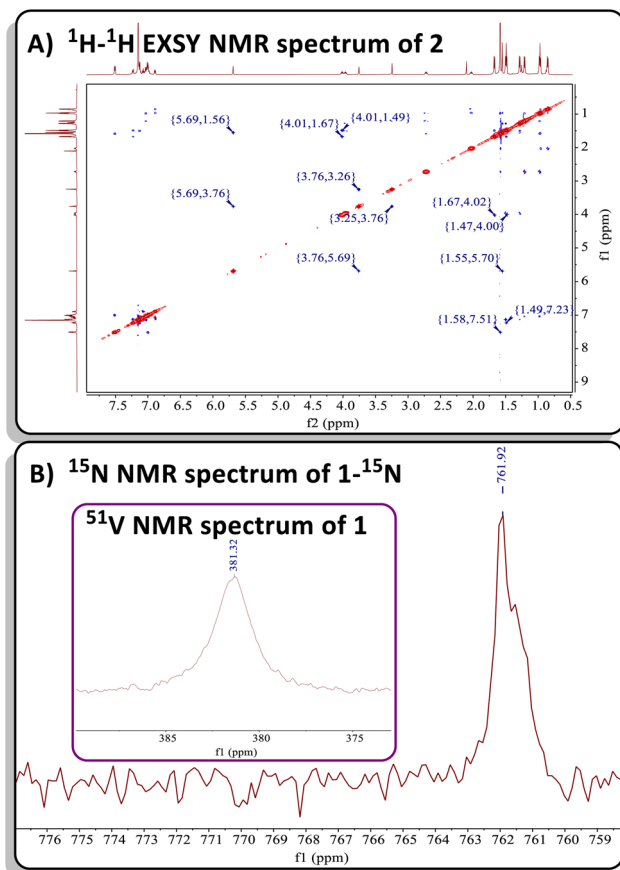 A) ¹H-¹H EXSY NMR spectrum of 2
{5.69,1.56}
{4.01,1.67}
{4.01,1.49}
{5.69,3.76}
{3.76,3.26}
{3.25,3.76}
{1.67,4.02}
{1.47,4.00}
{3.76,5.69}
{1.55,5.70}
{1.58,7.51}
{1.49,7.23}
1
2
3
4
5
6
7
8
9
f1 (ppm)
7.5 7.0 6.5 6.0 5.5 5.0 4.5 4.0 3.5 3.0 2.5 2.0 1.5 1.0 0.5
f2 (ppm)
B) ¹⁵N NMR spectrum of 1-¹⁵N
761.92
⁵¹V NMR spectrum of 1
381.32
385 380 375
f1 (ppm)
776 775 774 773 772 771 770 769 768 767 766 765 764 763 762 761 760 759
f1 (ppm)